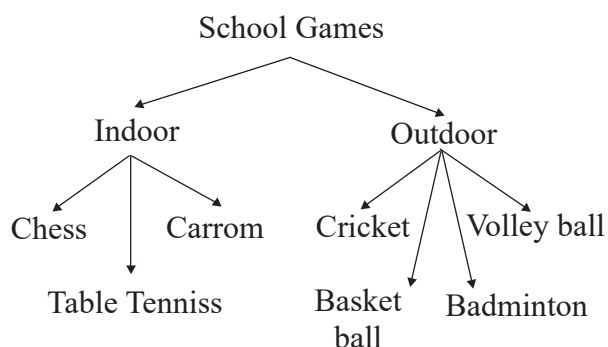 School Games
Indoor
Outdoor
Chess
Carrom
Cricket
Volley ball
Table Tenniss
Basket
ball
Badminton